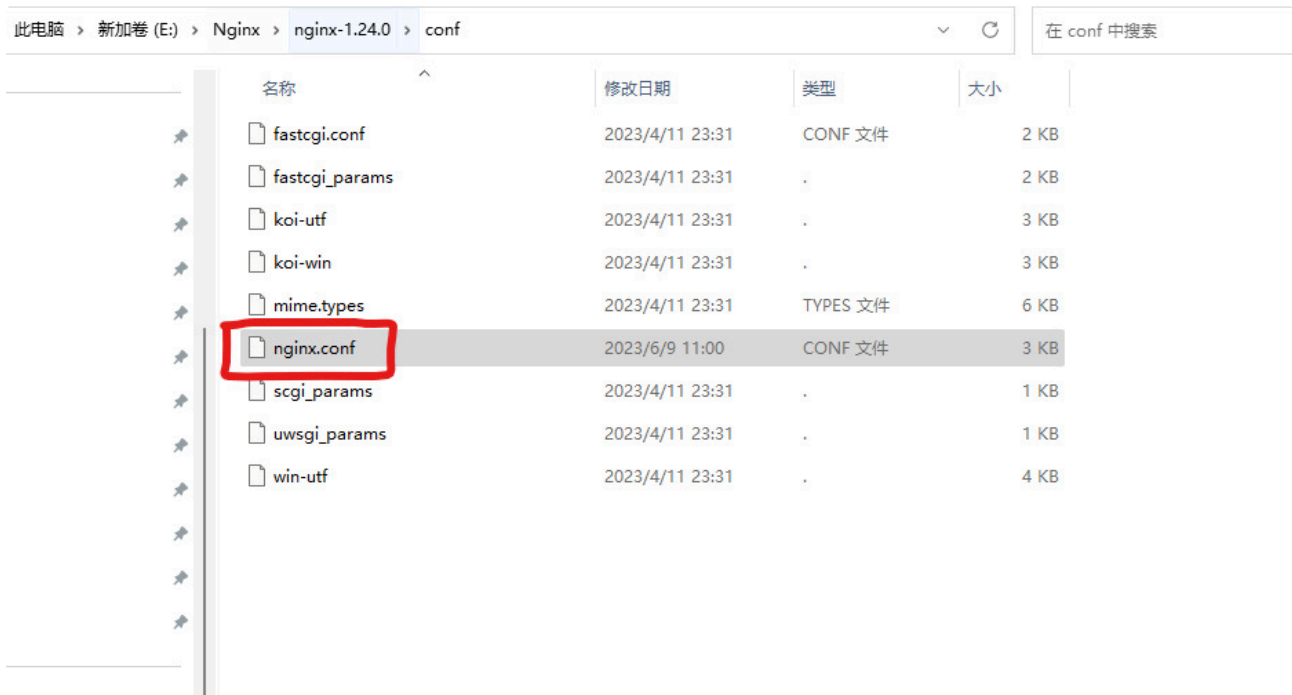 此电脑 > 新加卷 (E:) > Nginx > nginx-1.24.0 > conf 在 conf 中搜索
名称 修改日期 类型 大小
fastcgi.conf 2023/4/11 23:31 CONF 文件 2 KB
fastcgi_params 2023/4/11 23:31 . 2 KB
koi-utf 2023/4/11 23:31 . 3 KB
koi-win 2023/4/11 23:31 . 3 KB
mime.types 2023/4/11 23:31 TYPES 文件 6 KB
nginx.conf 2023/6/9 11:00 CONF 文件 3 KB
scgi_params 2023/4/11 23:31 . 1 KB
uwsgi_params 2023/4/11 23:31 . 1 KB
win-utf 2023/4/11 23:31 . 4 KB